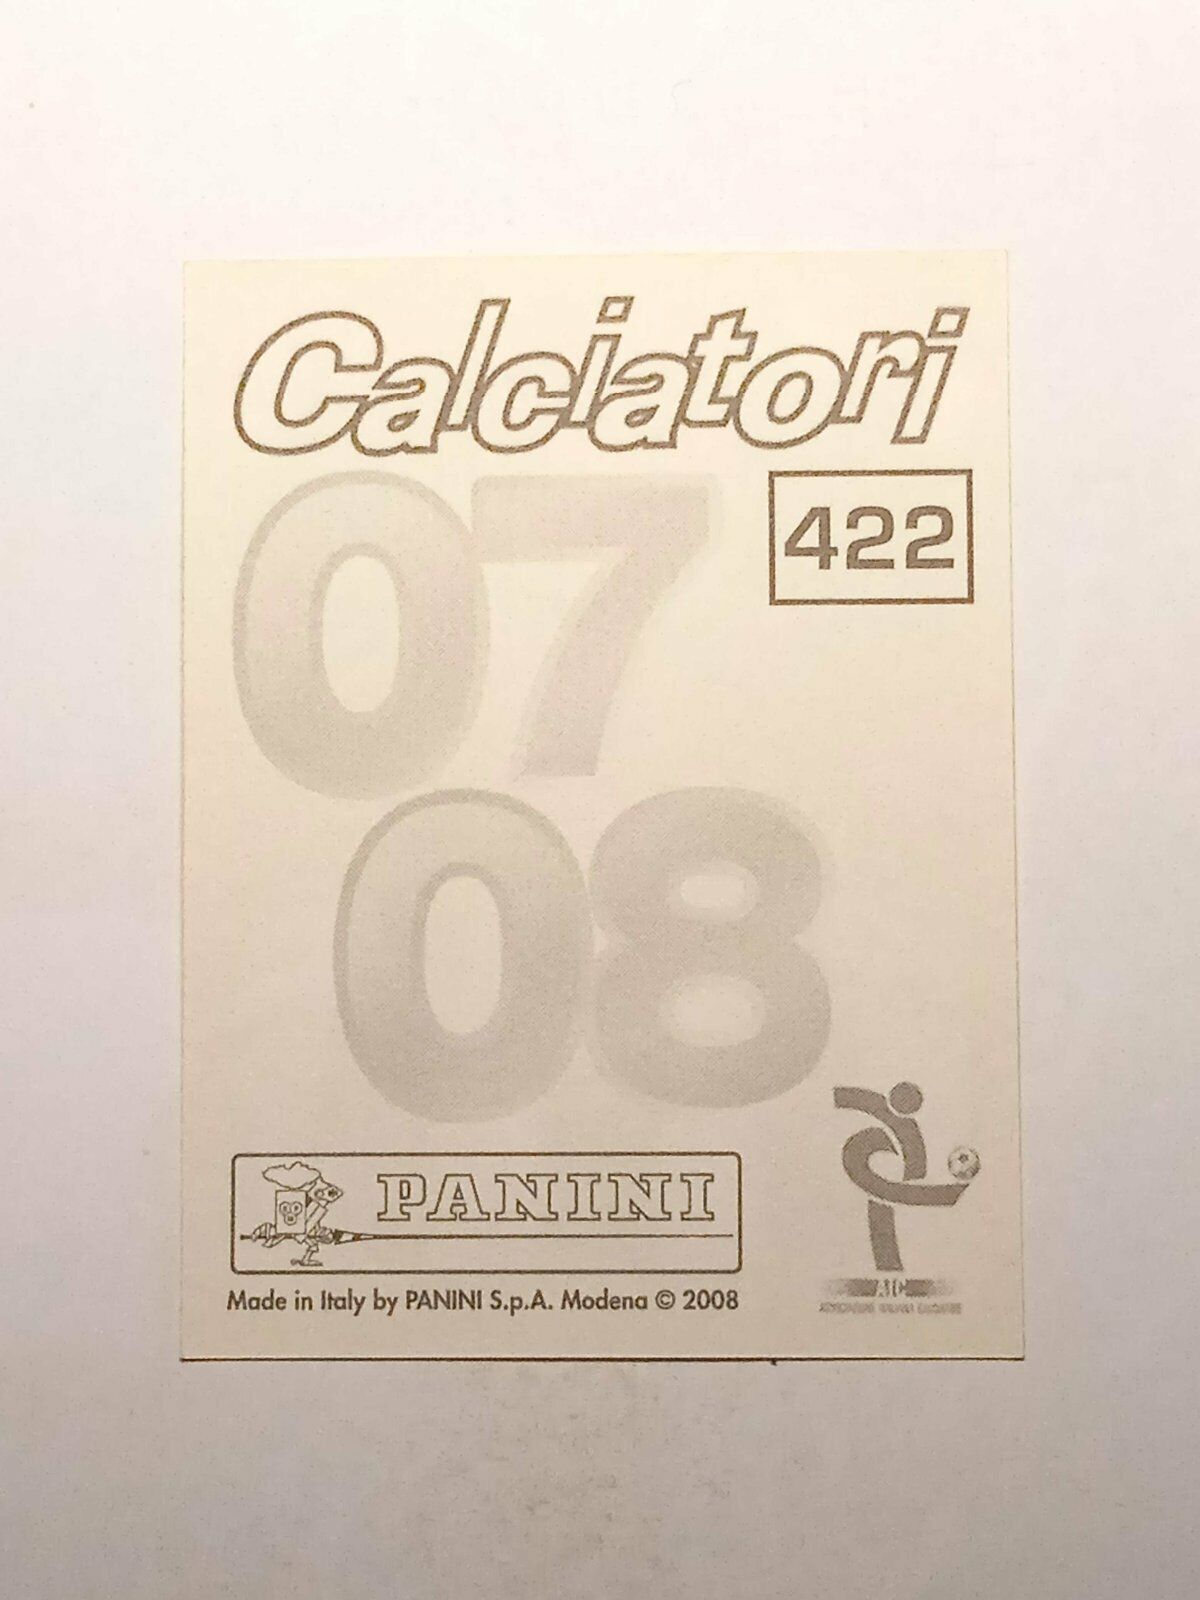 Calciatori
07
422
08
PANINI
Made in Italy by PANINI S.p.A. Modena © 2008